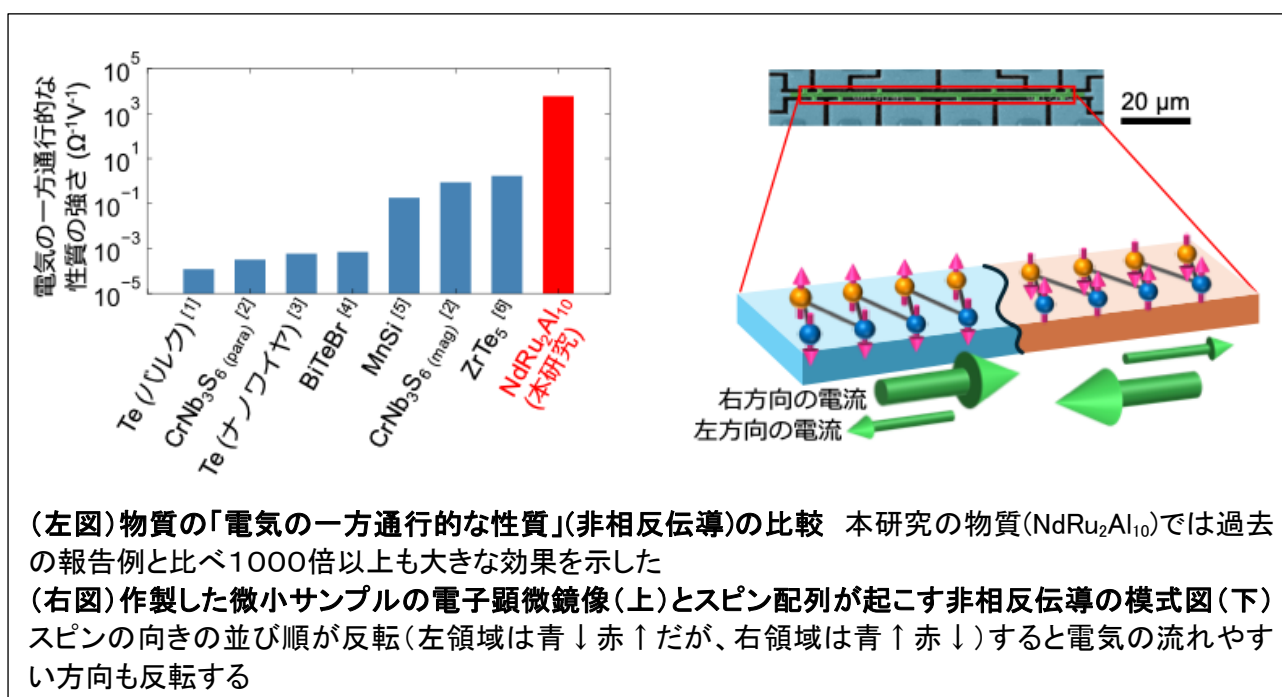 電気の一方通行的な
性質の強さ (Ω⁻¹V⁻¹)
10⁵
10³
10¹
10⁻¹
10⁻³
10⁻⁵
Te (バルク) [1]
CrNb₃S₆ (para) [2]
Te (ナノワイヤ) [3]
BiTeBr [4]
MnSi [5]
CrNb₃S₆ (mag) [2]
ZrTe₅ [6]
NdRu₂Al₁₀
(本研究)
20 μm
右方向の電流
左方向の電流
(左図)物質の「電気の一方通行的な性質」(非相反伝導)の比較 本研究の物質(NdRu₂Al₁₀)では過去
の報告例と比べ1000倍以上も大きな効果を示した
(右図)作製した微小サンプルの電子顕微鏡像(上)とスピン配列が起こす非相反伝導の模式図(下)
スピンの向きの並び順が反転(左領域は青↓赤↑だが、右領域は青↑赤↓)すると電気の流れやす
い方向も反転する